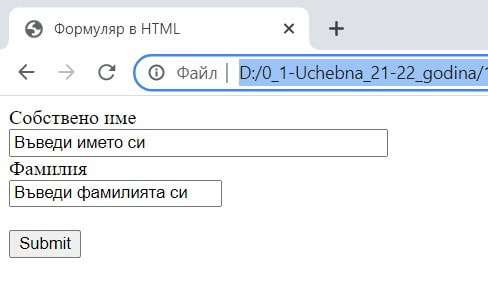 Формуляр в HTML
Файл D:/0_1-Uchebna_21-22_godina/
Собствено име
Въведи името си
Фамилия
Въведи фамилията си
Submit